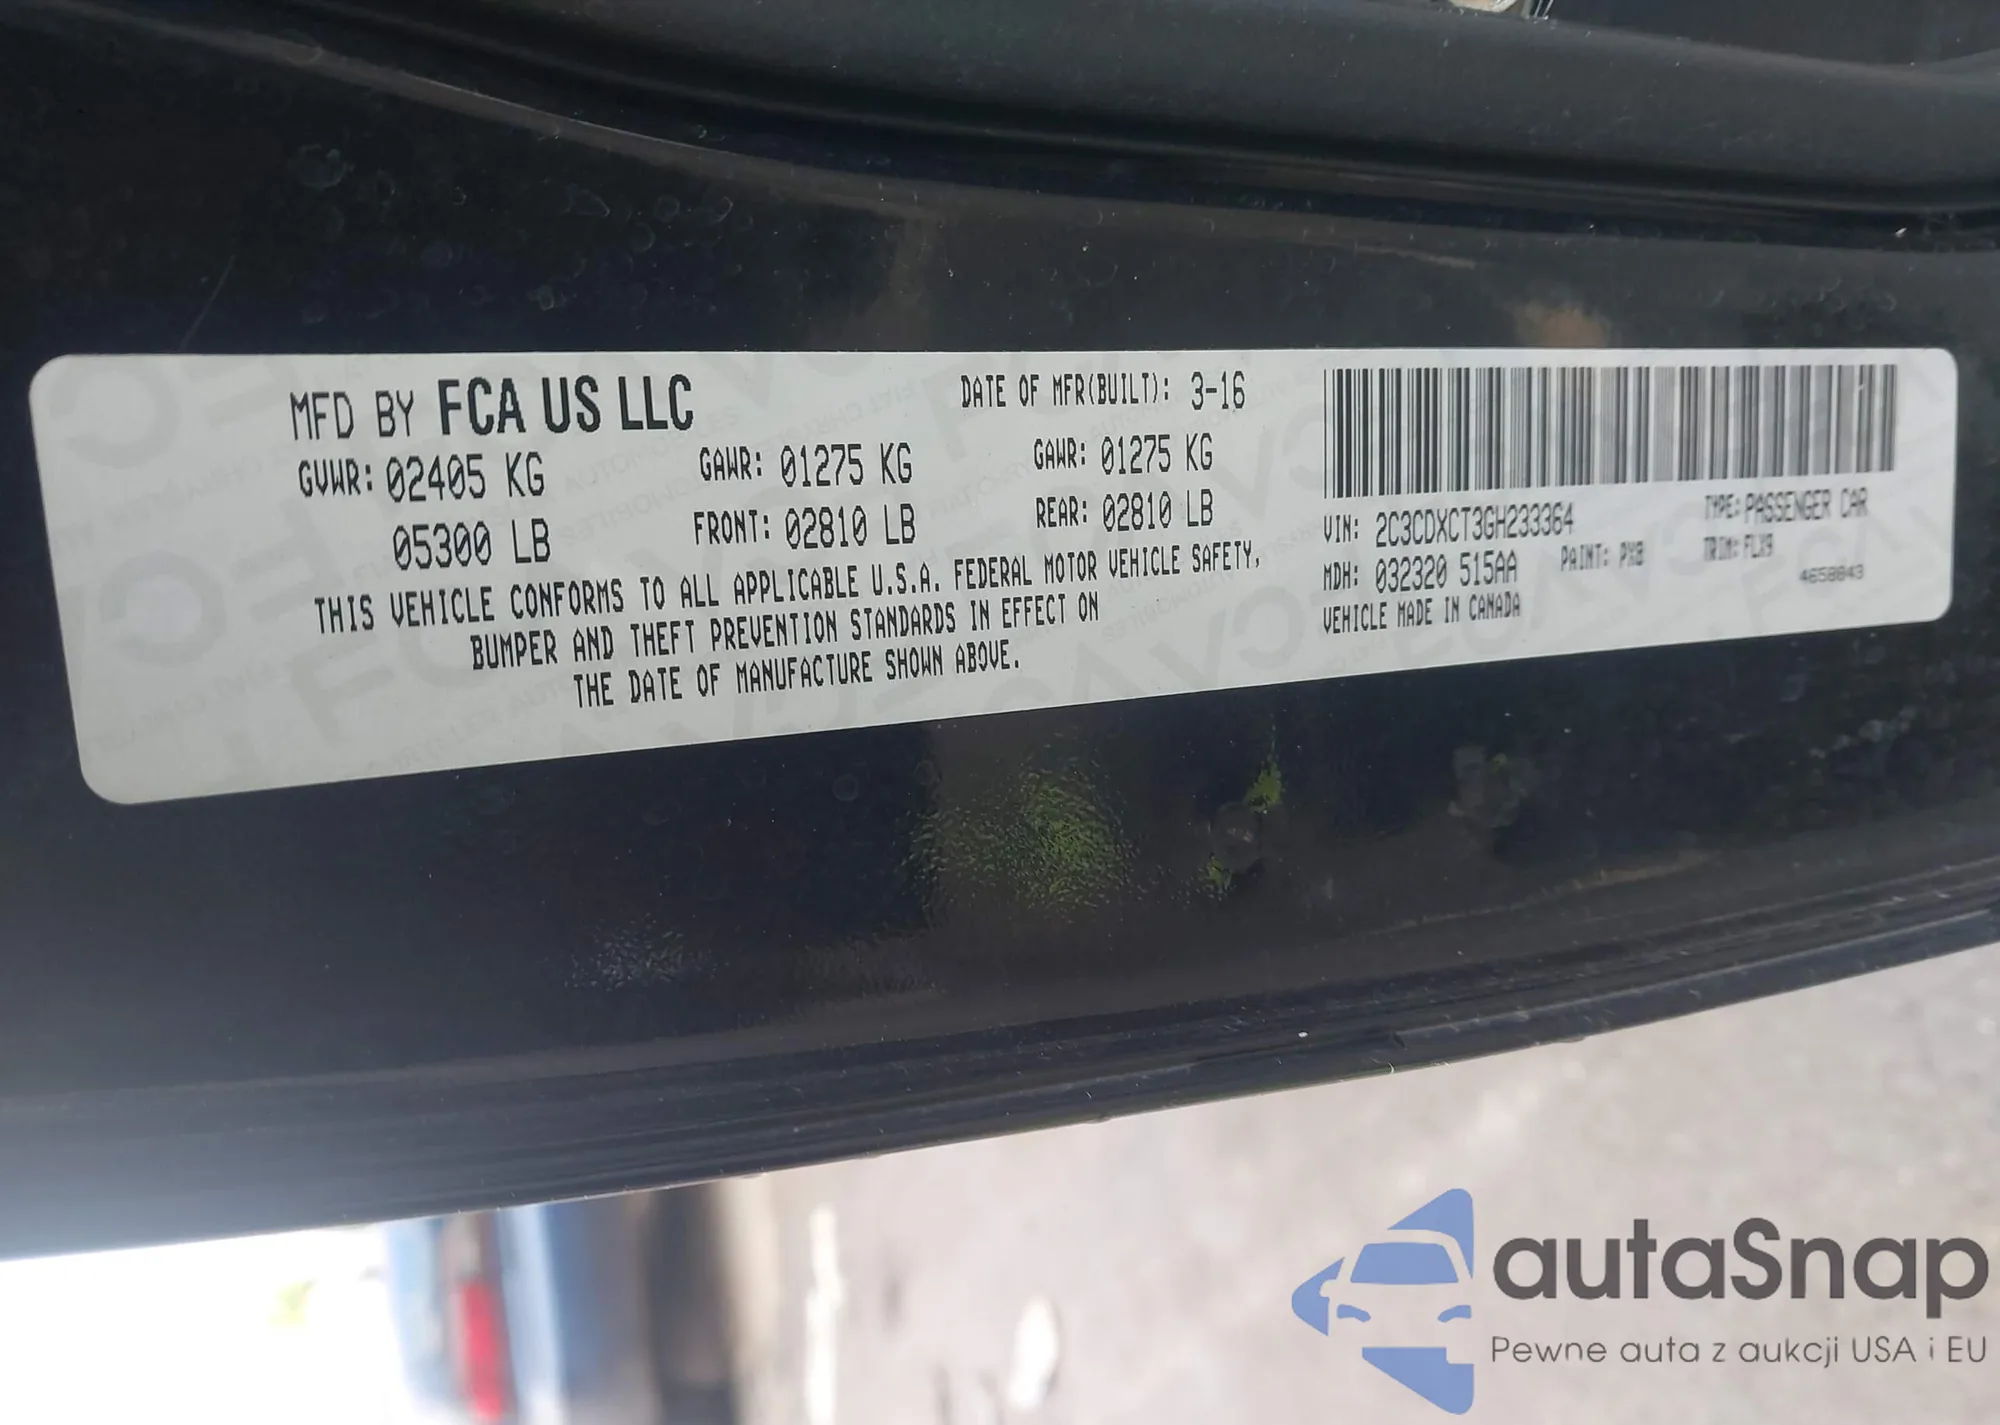 MFD BY FCA US LLC DATE OF MFR(BUILT): 3-16
GVWR: 02405 KG GAWR: 01275 KG GAWR: 01275 KG
05300 LB FRONT: 02810 LB REAR: 02810 LB
THIS VEHICLE CONFORMS TO ALL APPLICABLE U.S.A. FEDERAL MOTOR VEHICLE SAFETY,
BUMPER AND THEFT PREVENTION STANDARDS IN EFFECT ON
THE DATE OF MANUFACTURE SHOWN ABOVE.
VIN: 2C3CDXCT3GH233364 TYPE: PASSENGER CAR
MDH: 032320 515AA PAINT: PX8 TRIM: FLX9
VEHICLE MADE IN CANADA 4658843
autaSnap
Pewne auta z aukcji USA i EU